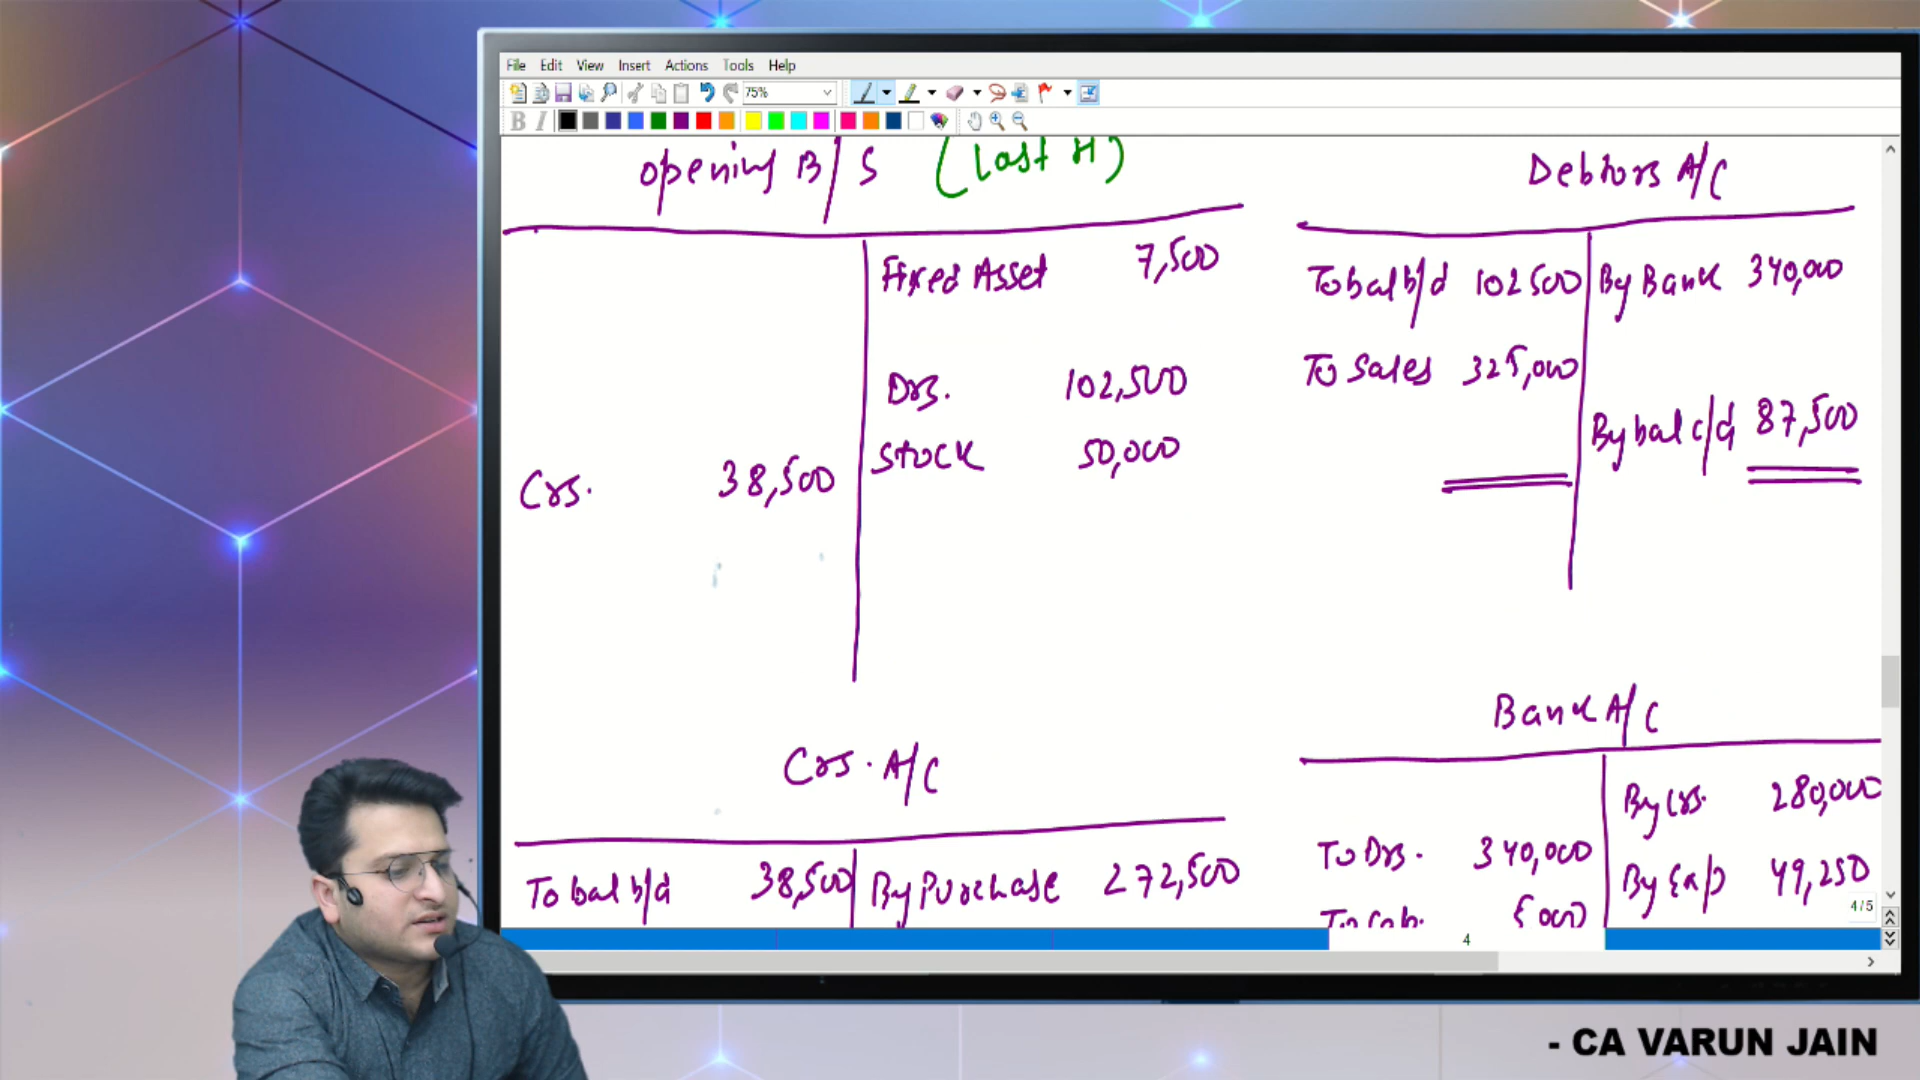 File Edit View Insert Actions Tools Help
75%
B I
opening B/S (last H)
Fixed Asset 7,500
Drs. 102,500
Stock 50,000
Crs. 38,500
Debtors A/C
To bal b/d 102500 By Bank 340,000
To Sales 325,000
By bal c/d 87,500
Crs. A/C
To bal b/d 38,500 By Purchase 272,500
Bank A/C
By Crs. 280,000
To Drs. 340,000
By Exp 49,250
4/5
4
- CA VARUN JAIN